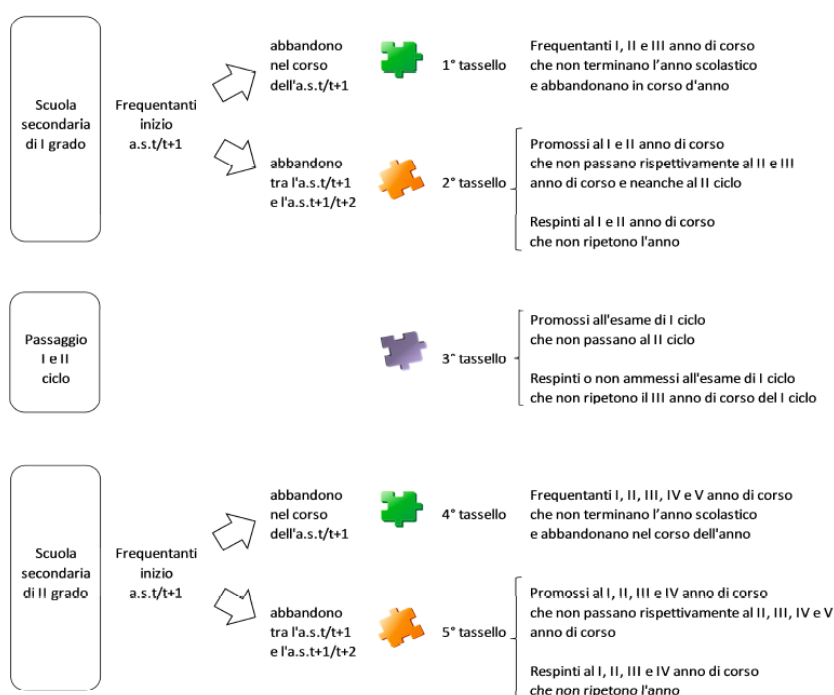 Scuola
secondaria
di I grado
Frequentanti
inizio
a.s.t/t+1
abbandono
nel corso
dell'a.s.t/t+1
1° tassello
Frequentanti I, II e III anno di corso
che non terminano l'anno scolastico
e abbandonano in corso d'anno
abbandono
tra l'a.s.t/t+1
e l'a.s.t+1/t+2
2° tassello
Promossi al I e II anno di corso
che non passano rispettivamente al II e III
anno di corso e neanche al II ciclo
Respinti al I e II anno di corso
che non ripetono l'anno
Passaggio
I e II
ciclo
3° tassello
Promossi all'esame di I ciclo
che non passano al II ciclo
Respinti o non ammessi all'esame di I ciclo
che non ripetono il III anno di corso del I ciclo
Scuola
secondaria
di II grado
Frequentanti
inizio
a.s.t/t+1
abbandono
nel corso
dell'a.s.t/t+1
4° tassello
Frequentanti I, II, III, IV e V anno di corso
che non terminano l'anno scolastico
e abbandonano nel corso dell'anno
abbandono
tra l'a.s.t/t+1
e l'a.s.t+1/t+2
5° tassello
Promossi al I, II, III e IV anno di corso
che non passano rispettivamente al II, III, IV e V
anno di corso
Respinti al I, II, III e IV anno di corso
che non ripetono l'anno